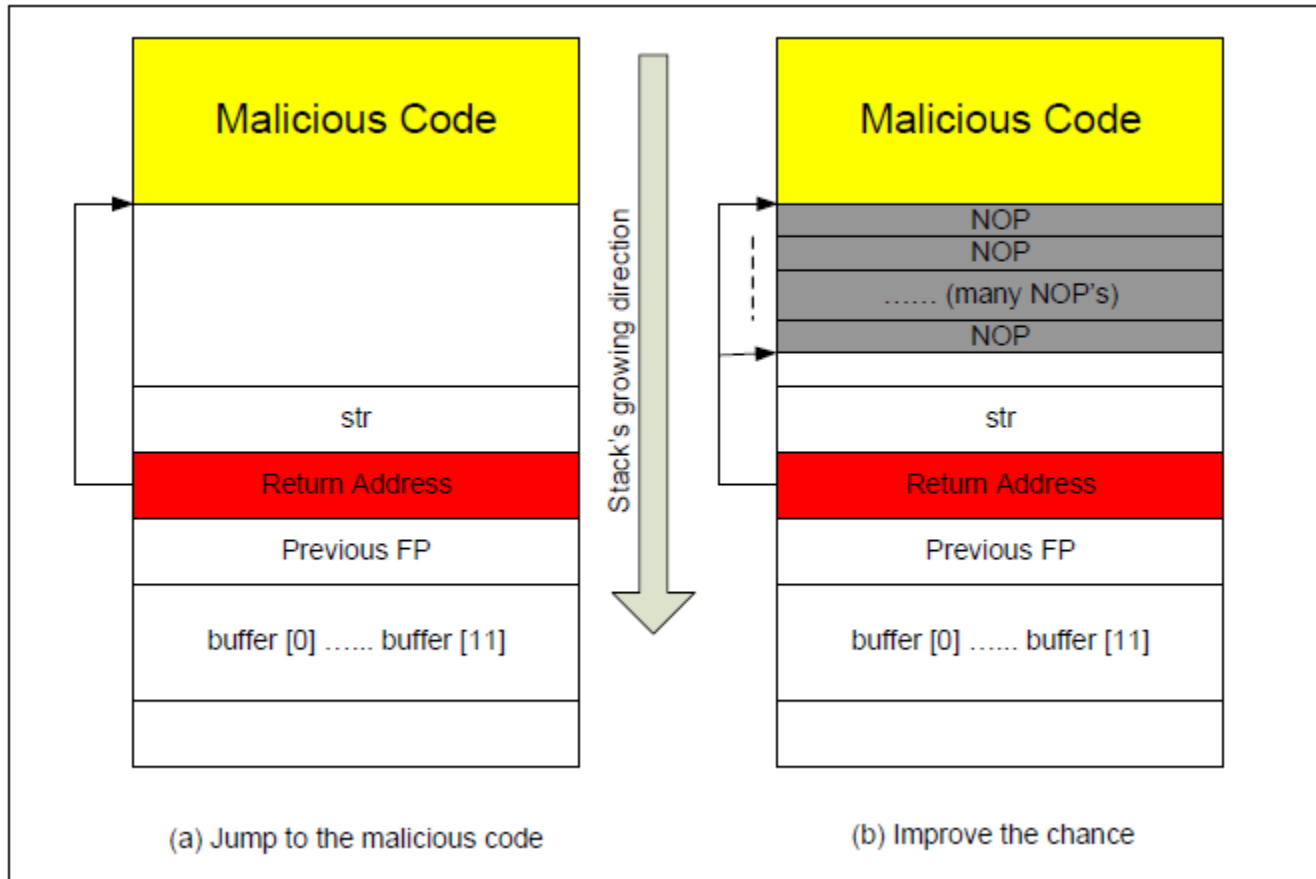 Malicious Code
str
Return Address
Previous FP
buffer [0] …... buffer [11]
(a) Jump to the malicious code
Stack's growing direction
Malicious Code
NOP
NOP
…... (many NOP's)
NOP
str
Return Address
Previous FP
buffer [0] …... buffer [11]
(b) Improve the chance